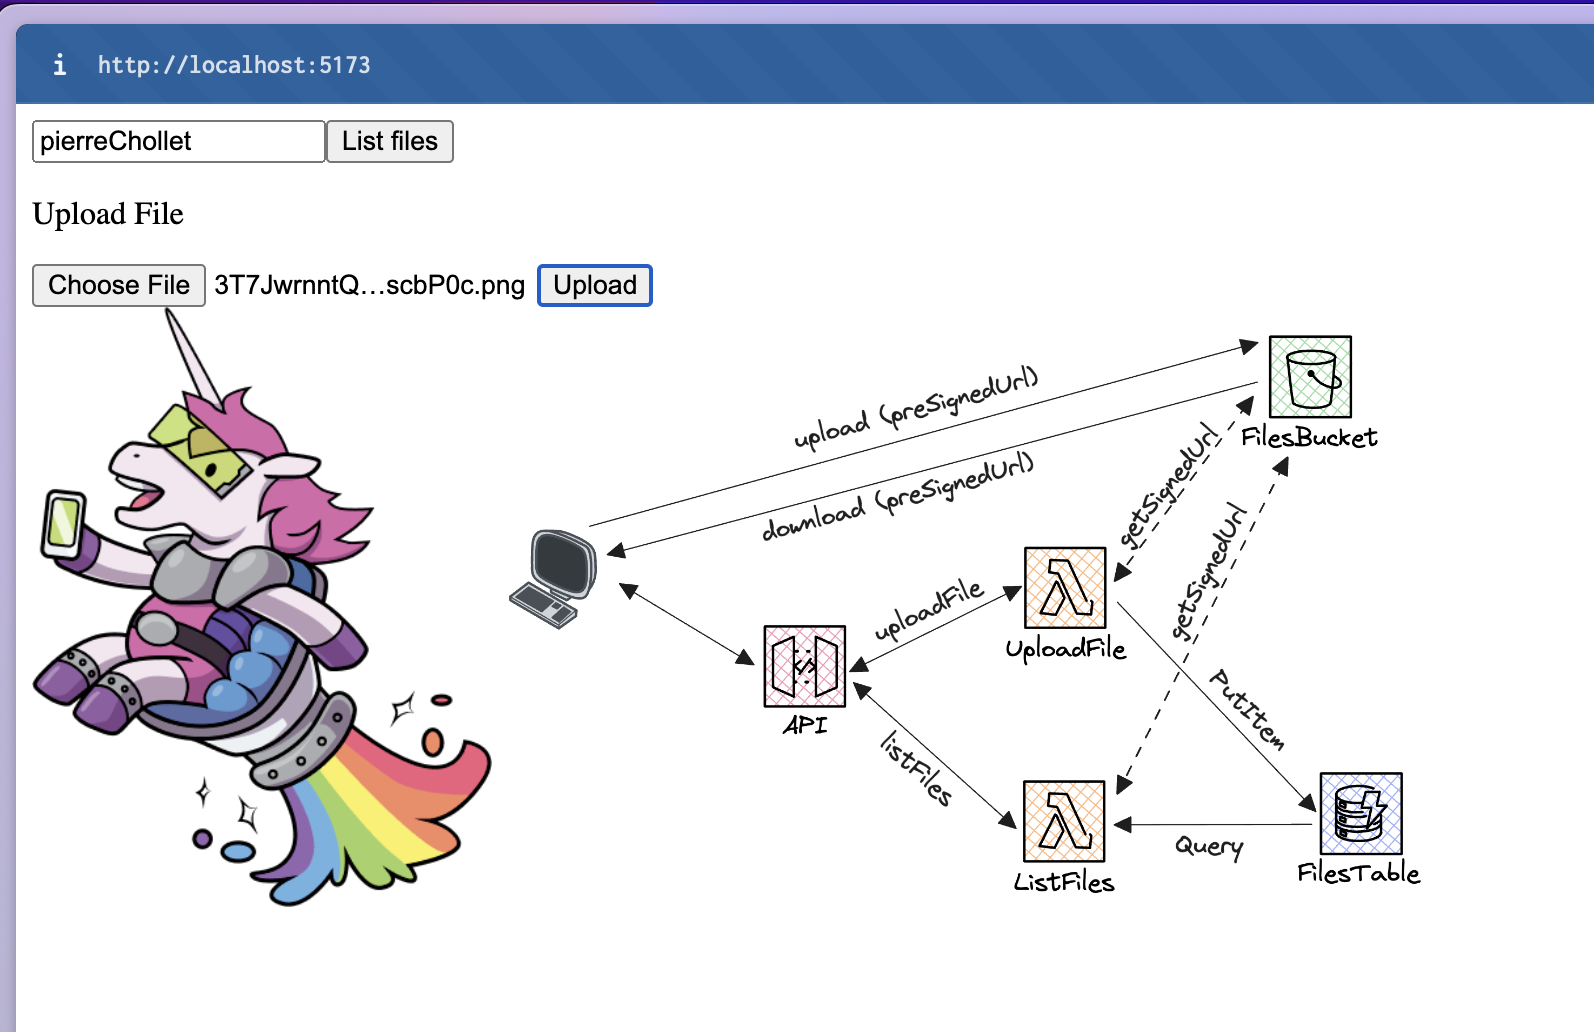 i http://localhost:5173
pierreChollet List files
Upload File
Choose File 3T7JwrnntQ...scbP0c.png Upload
upload (preSignedUrl)
FilesBucket
download (preSignedUrl)
getSignedUrl
getSignedUrl
uploadFile
UploadFile
API
PutItem
listFiles
Query
ListFiles
FilesTable